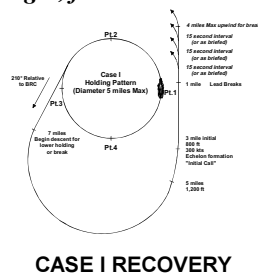 4 miles Max upwind for break
15 second interval
(or as briefed)
15 second interval
(or as briefed)
15 second interval
(or as briefed)
1 mile Lead Breaks
Pt.2
Case I
Holding Pattern
(Diameter 5 miles Max)
Pt.1
210° Relative
to BRC
Pt.3
7 miles
Begin descent for
lower holding
or break
Pt.4
3 mile initial
800 ft
300 kts
Echelon formation
"Initial Call"
5 miles
1,200 ft
CASE I RECOVERY